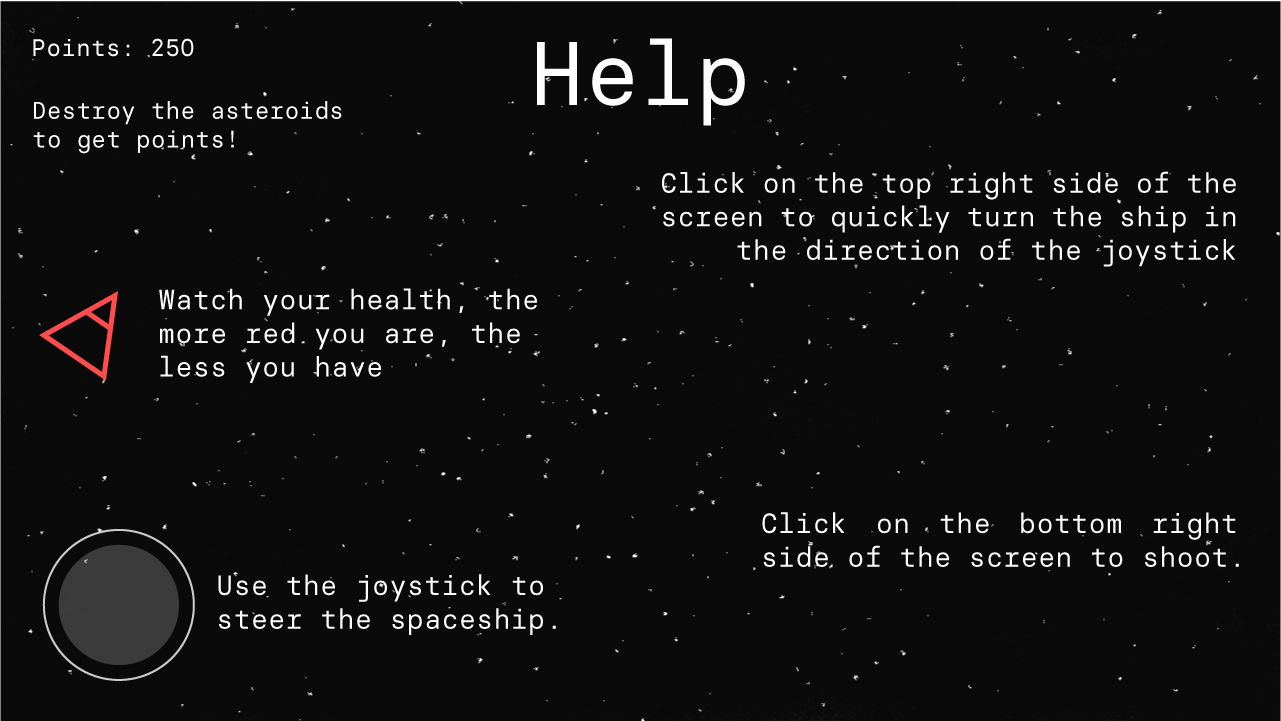 Points: 250
Help
Destroy the asteroids
to get points!
Click on the top right side of the
screen to quickly turn the ship in
the direction of the joystick
Watch your health, the
more red you are, the
less you have
Click on the bottom right
side of the screen to shoot.
Use the joystick to
steer the spaceship.